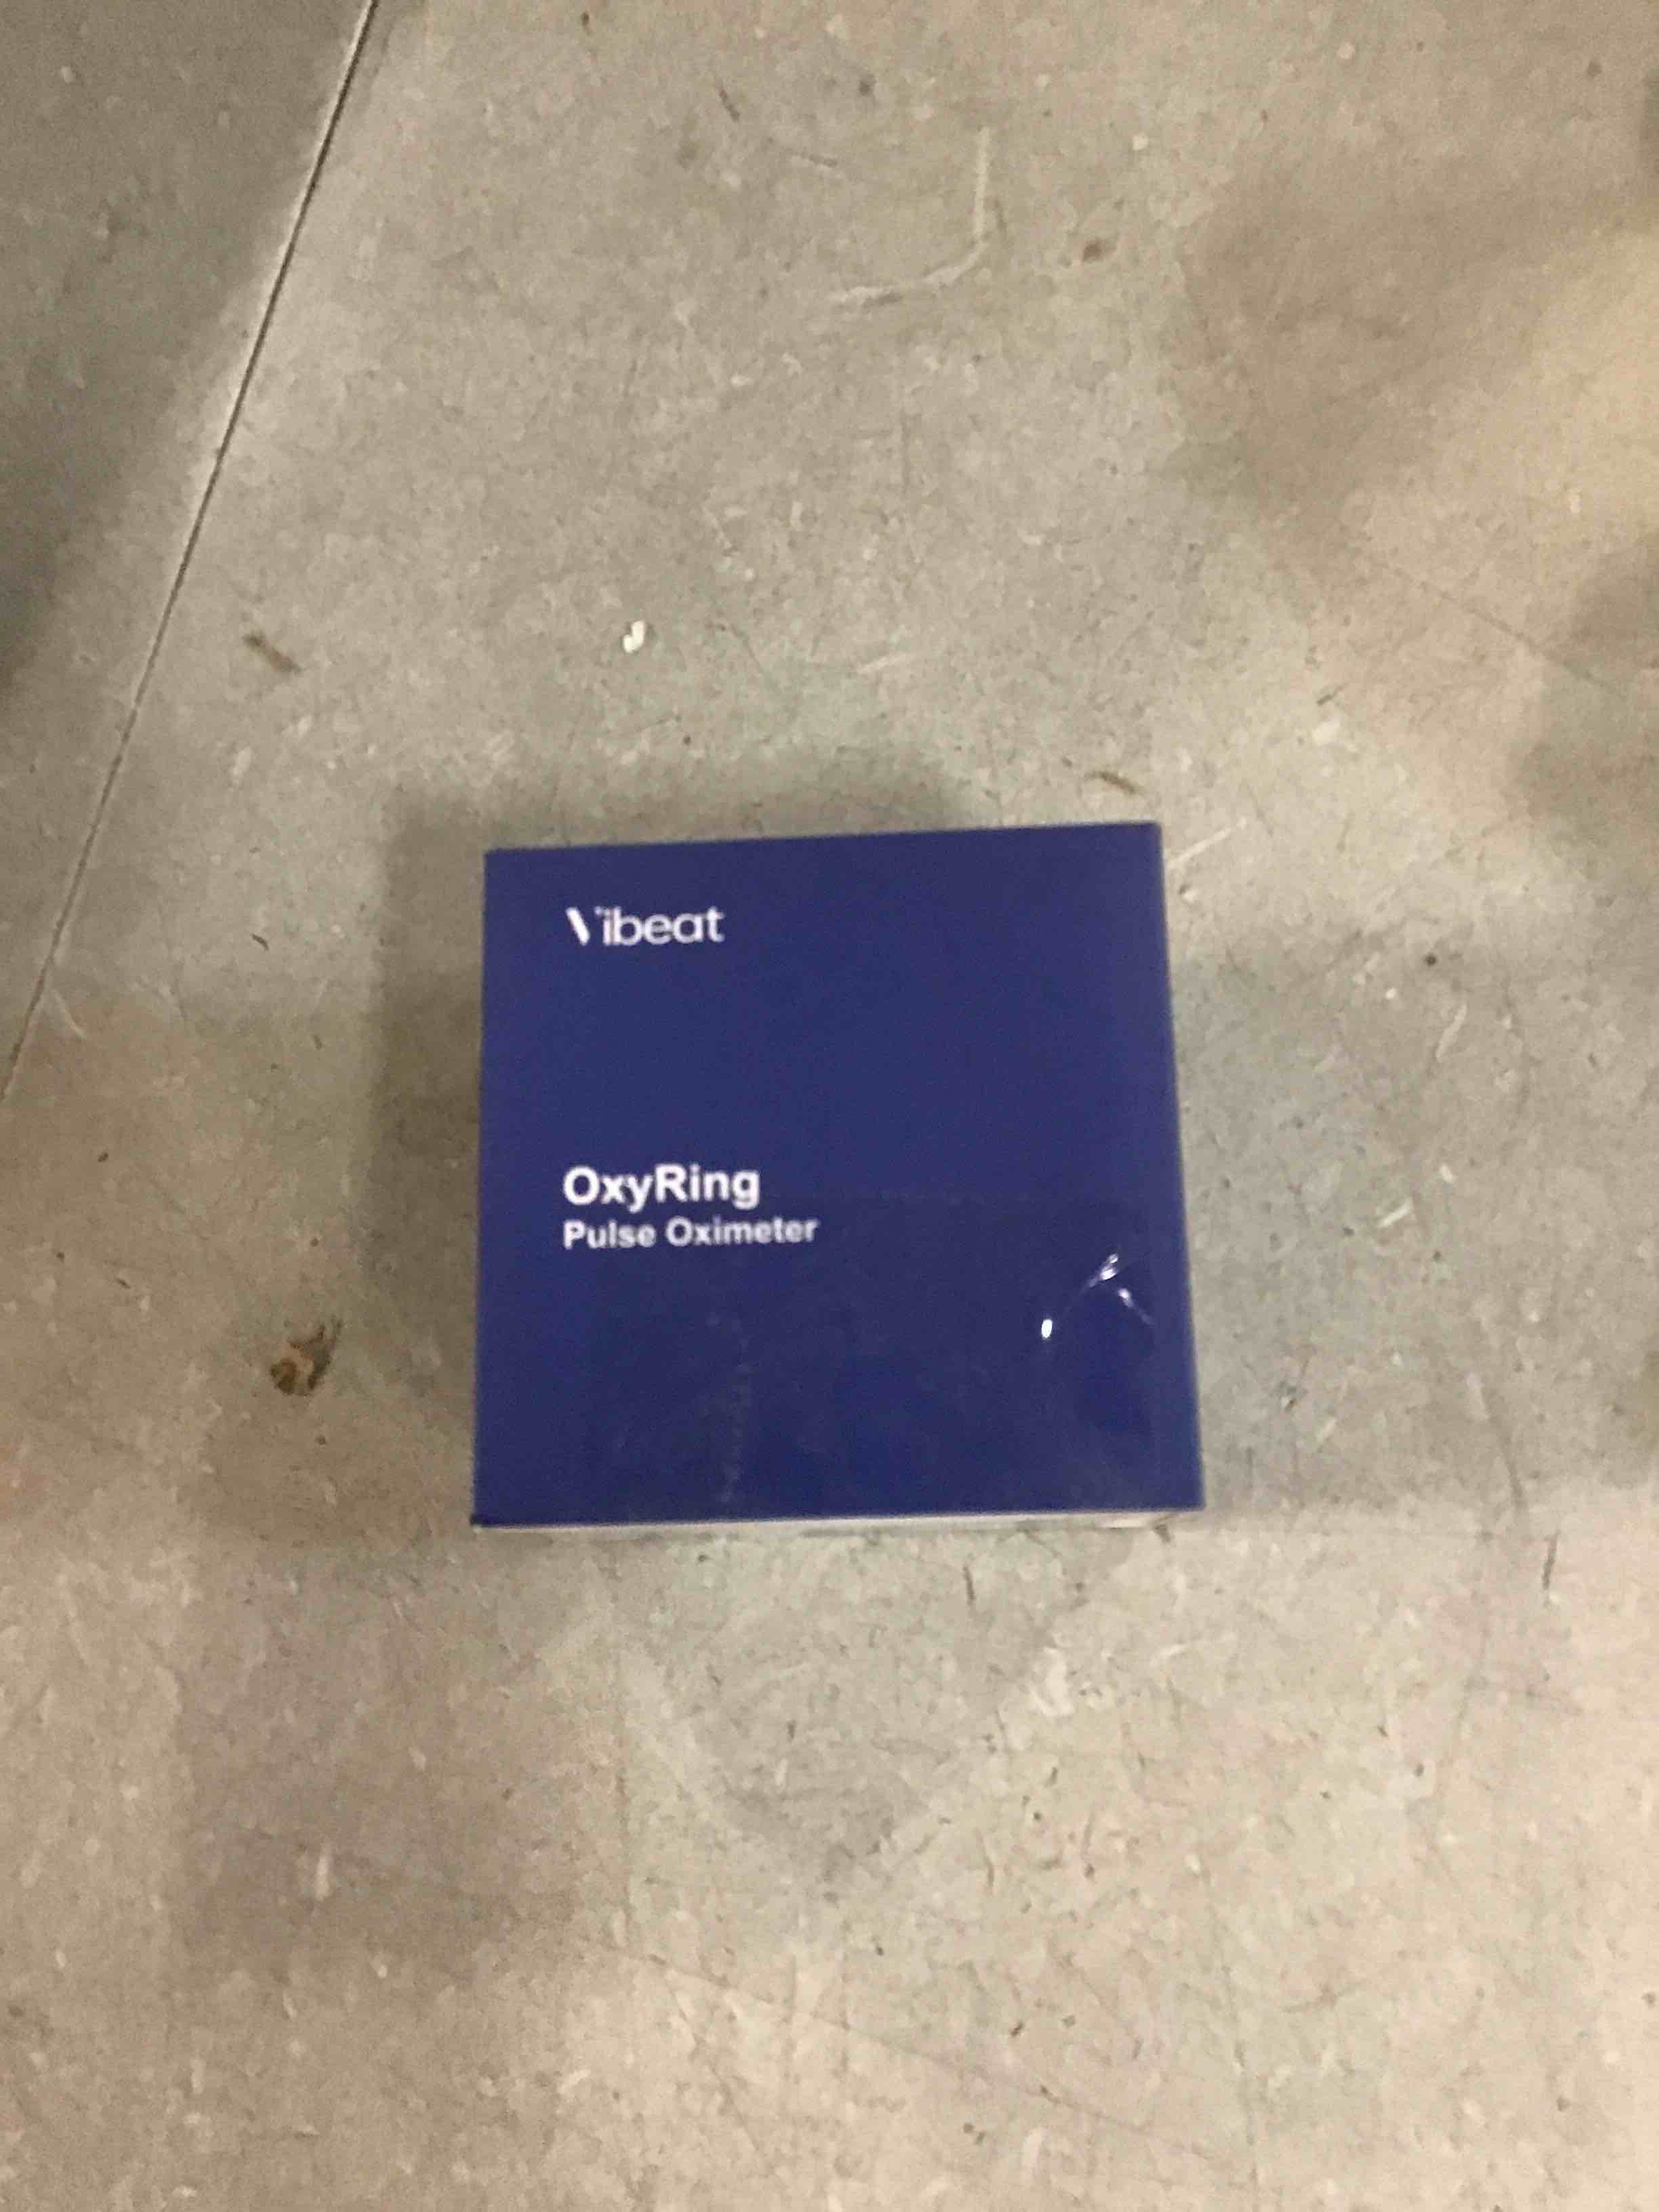 Vibeat
OxyRing
Pulse Oximeter